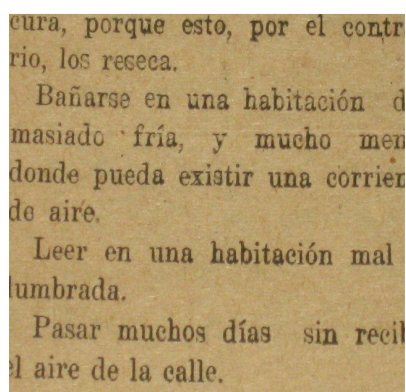 cura, porque esto, por el contr
rio, los reseca.
Bañarse en una habitación d
masiado fría, y mucho men
donde pueda existir una corrien
de aire.
Leer en una habitación mal
lumbrada.
Pasar muchos días sin recib
el aire de la calle.